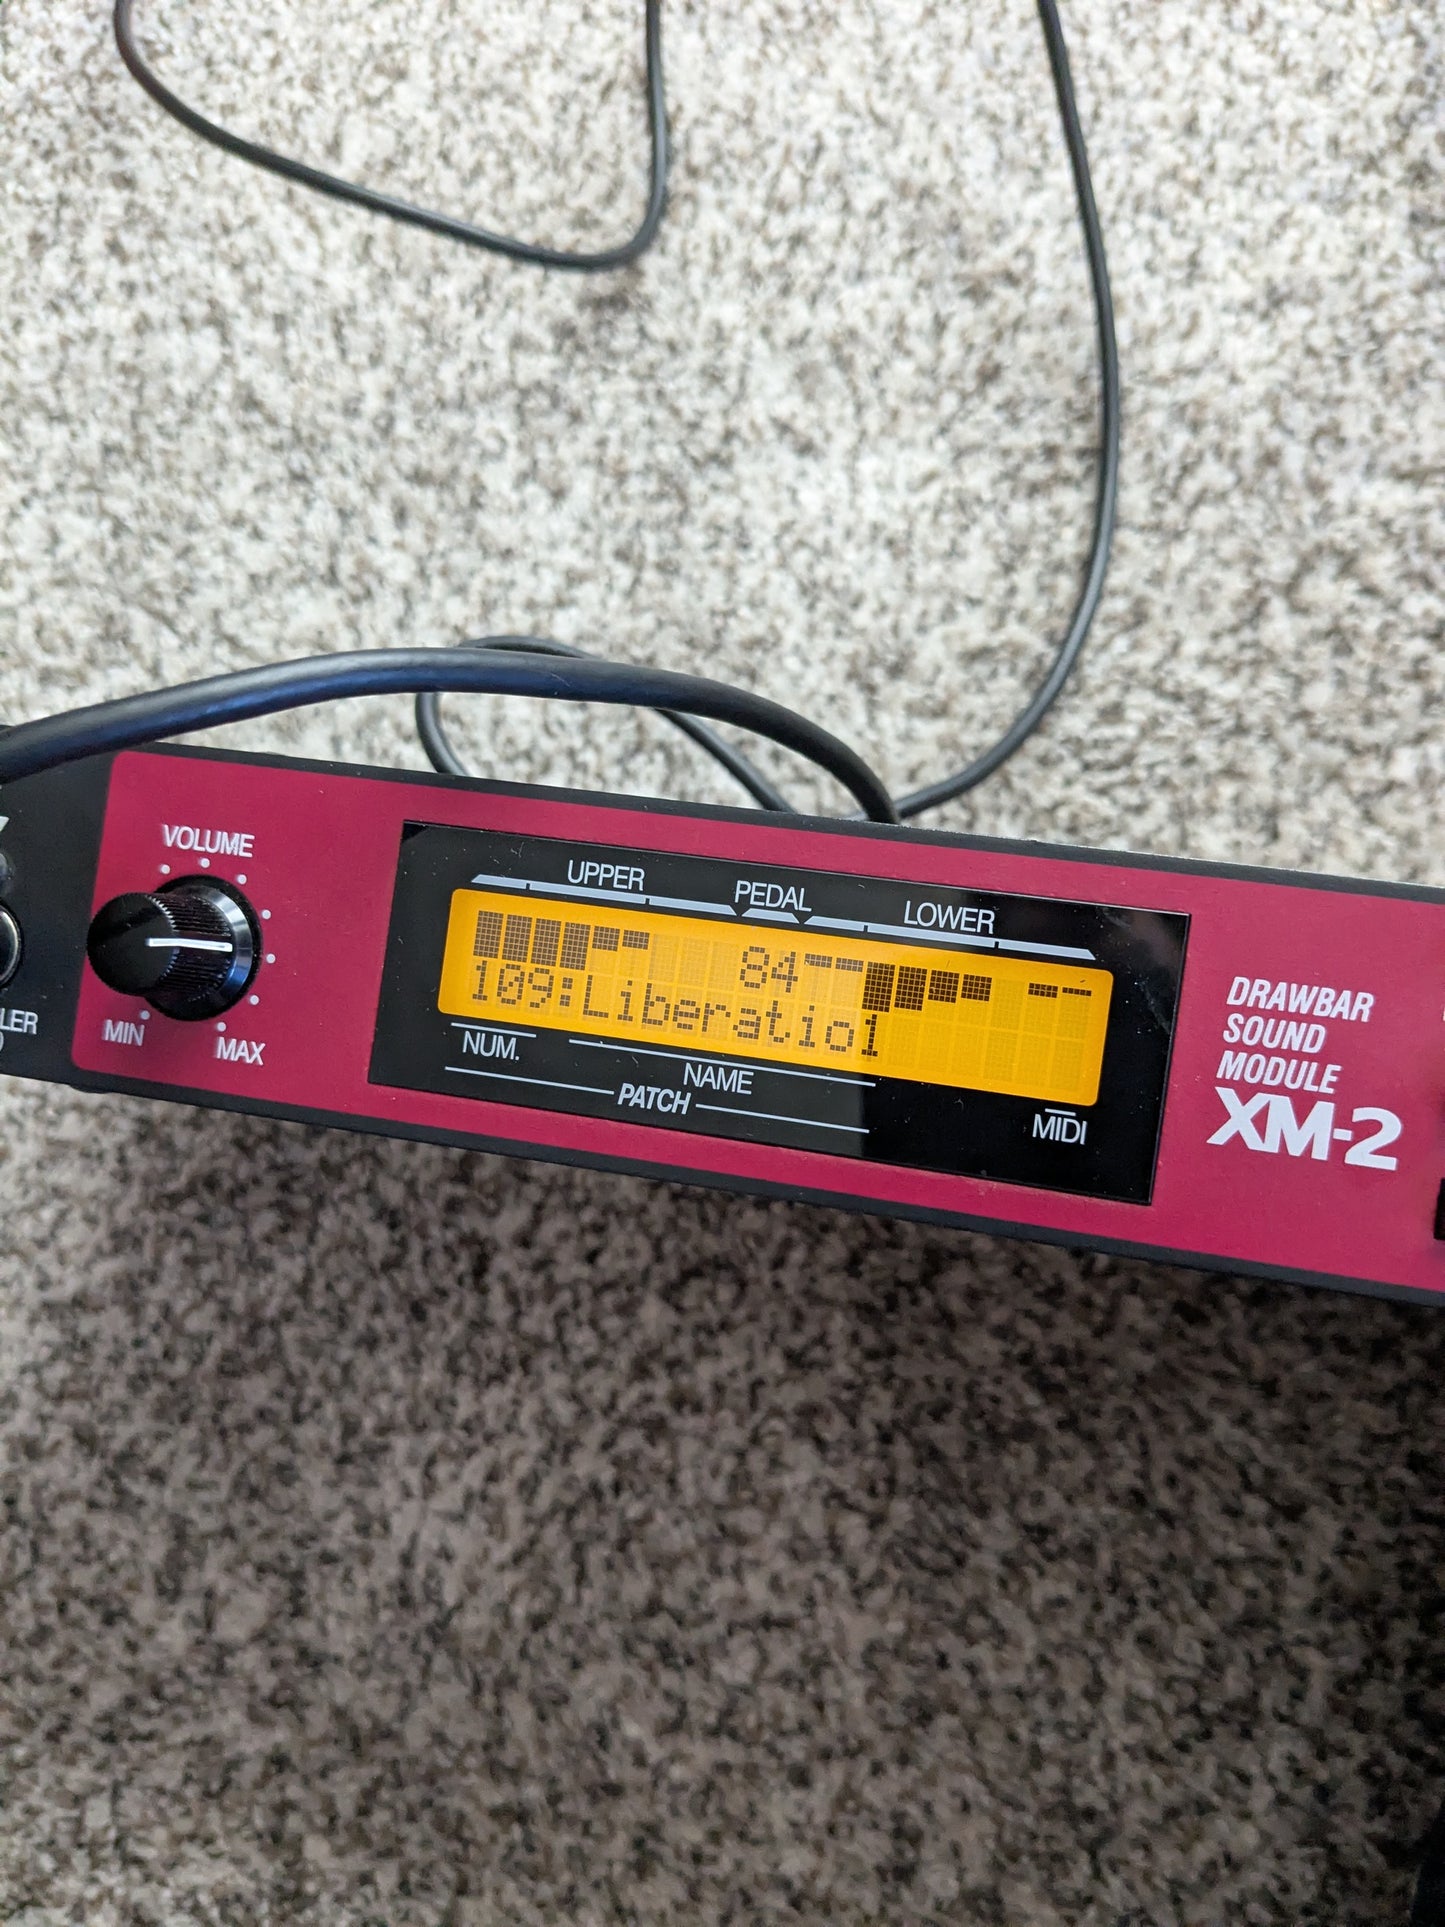 VOLUME
MIN
MAX
LER
UPPER
PEDAL
LOWER
84
109:Liberatio1
NUM.
NAME
PATCH
MIDI
DRAWBAR
SOUND
MODULE
XM-2